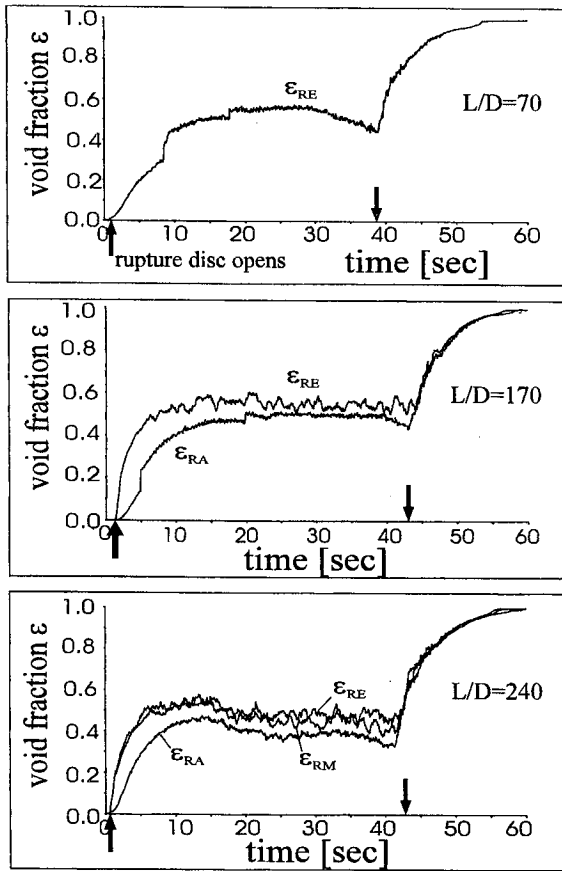 void fraction ε
1.0
0.8
0.6
0.4
0.2
0.0
ε_RE
L/D=70
0 10 20 30 40 50 60
rupture disc opens
time [sec]
void fraction ε
1.0
0.8
0.6
0.4
0.2
0.0
ε_RE
L/D=170
ε_RA
0 10 20 30 40 50 60
time [sec]
void fraction ε
1.0
0.8
0.6
0.4
0.2
0.0
ε_RE
L/D=240
ε_RA
ε_RM
0 10 20 30 40 50 60
time [sec]